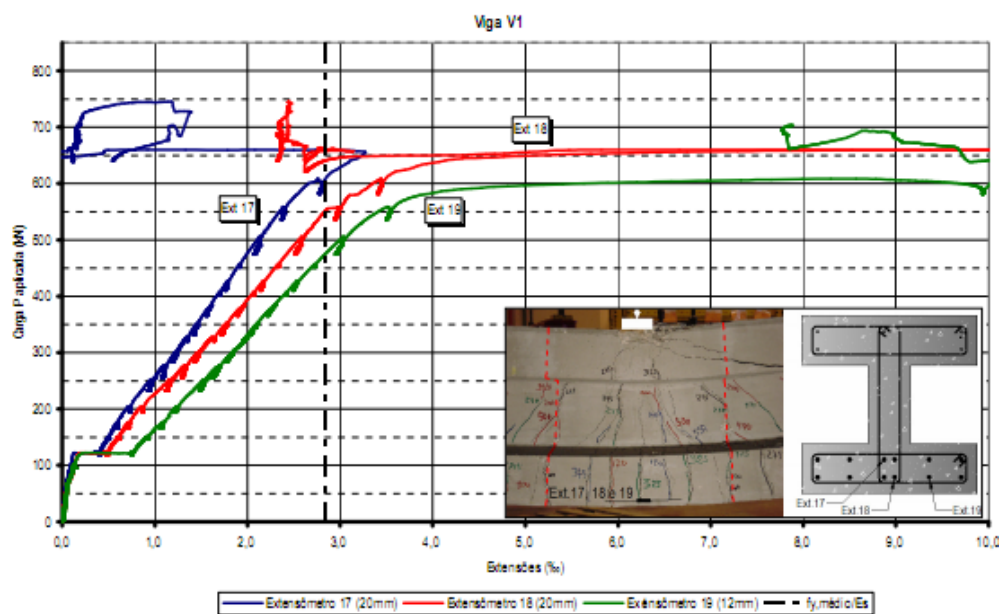 Viga V1
Carga P aplicada (kN)
800
700
600
500
400
300
200
100
0
0,0 1,0 2,0 3,0 4,0 5,0 6,0 7,0 8,0 9,0 10,0
Extensões (‰)
Ext 17
Ext 18
Ext 19
Ext.17, 18 e 19
Ext.17
Ext.18
Ext.19
Extensômetro 17 (20mm)
Extensômetro 18 (20mm)
Extensômetro 19 (12mm)
fy,médio/Es